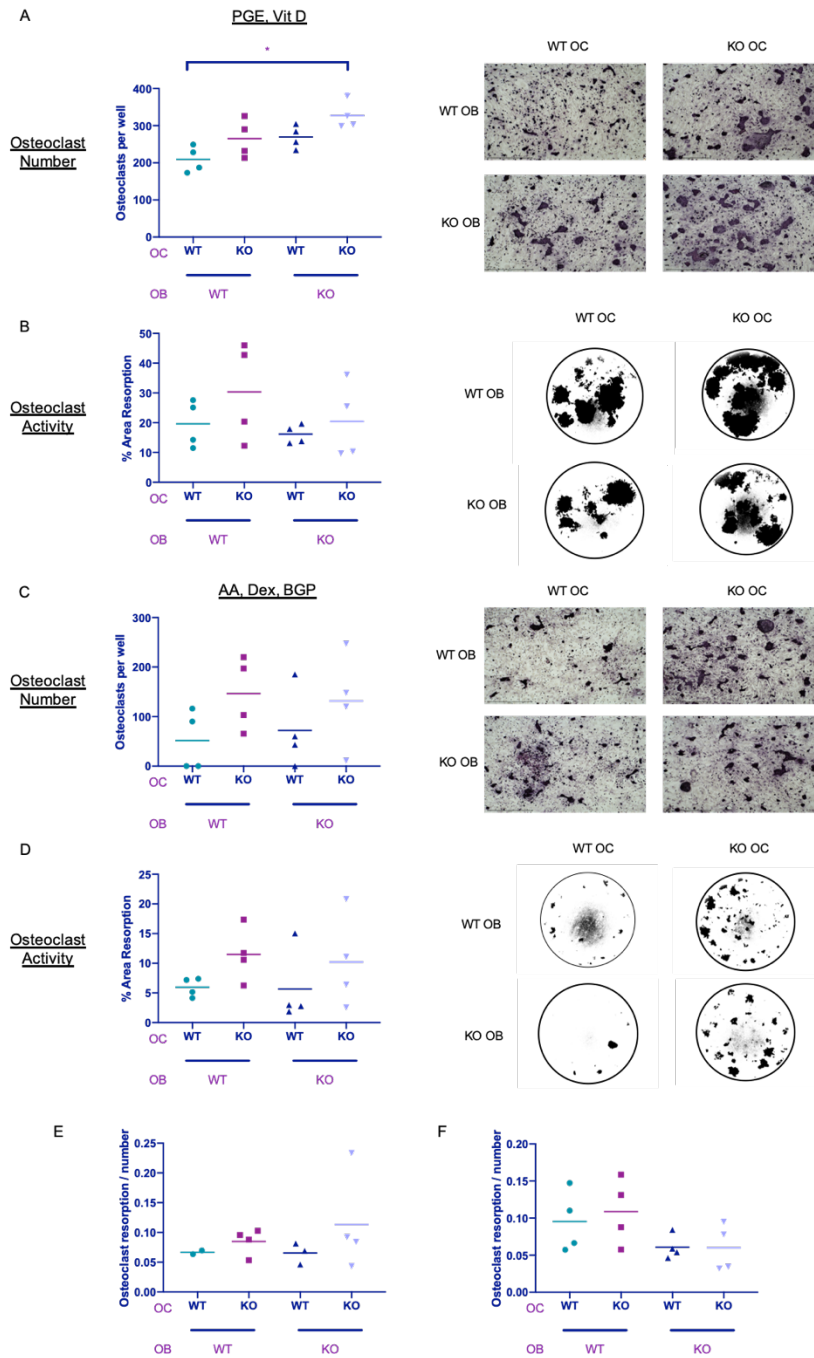 A
PGE, Vit D
Osteoclast
Number
Osteoclasts per well
400
300
200
100
0
*
OC WT KO WT KO
OB WT KO
WT OC KO OC
WT OB
KO OB
B
Osteoclast
Activity
% Area Resorption
50
40
30
20
10
0
OC WT KO WT KO
OB WT KO
WT OC KO OC
WT OB
KO OB
C
AA, Dex, BGP
Osteoclast
Number
Osteoclasts per well
300
200
100
0
OC WT KO WT KO
OB WT KO
WT OC KO OC
WT OB
KO OB
D
Osteoclast
Activity
% Area Resorption
25
20
15
10
5
0
OC WT KO WT KO
OB WT KO
WT OC KO OC
WT OB
KO OB
E
Osteoclast resorption / number
0.25
0.20
0.15
0.10
0.05
0.00
OC WT KO WT KO
OB WT KO
F
Osteoclast resorption / number
0.20
0.15
0.10
0.05
0.00
OC WT KO WT KO
OB WT KO